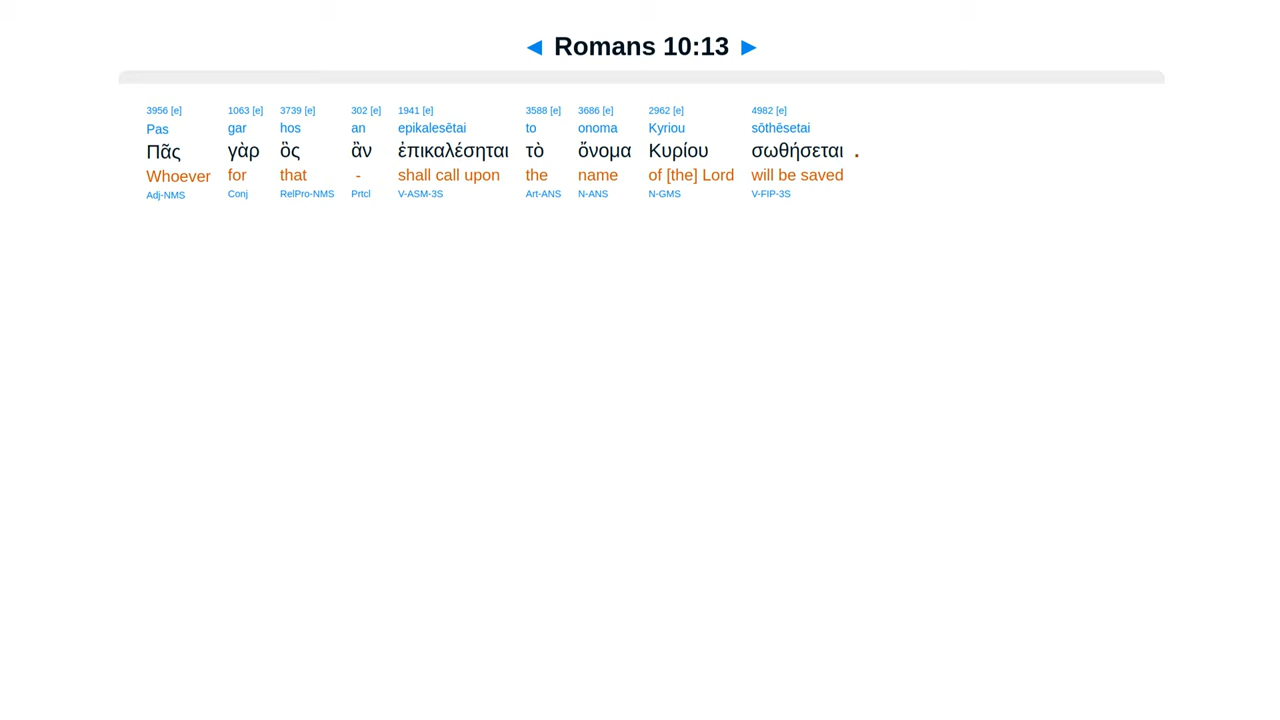 ◄ Romans 10:13 ►
3956 [e] 1063 [e] 3739 [e] 302 [e] 1941 [e] 3588 [e] 3686 [e] 2962 [e] 4982 [e]
Pas gar hos an epikalesētai to onoma Kyriou sōthēsetai
Πᾶς γὰρ ὃς ἂν ἐπικαλέσηται τὸ ὄνομα Κυρίου σωθήσεται .
Whoever for that - shall call upon the name of [the] Lord will be saved
Adj-NMS Conj RelPro-NMS Prtcl V-ASM-3S Art-ANS N-ANS N-GMS V-FIP-3S